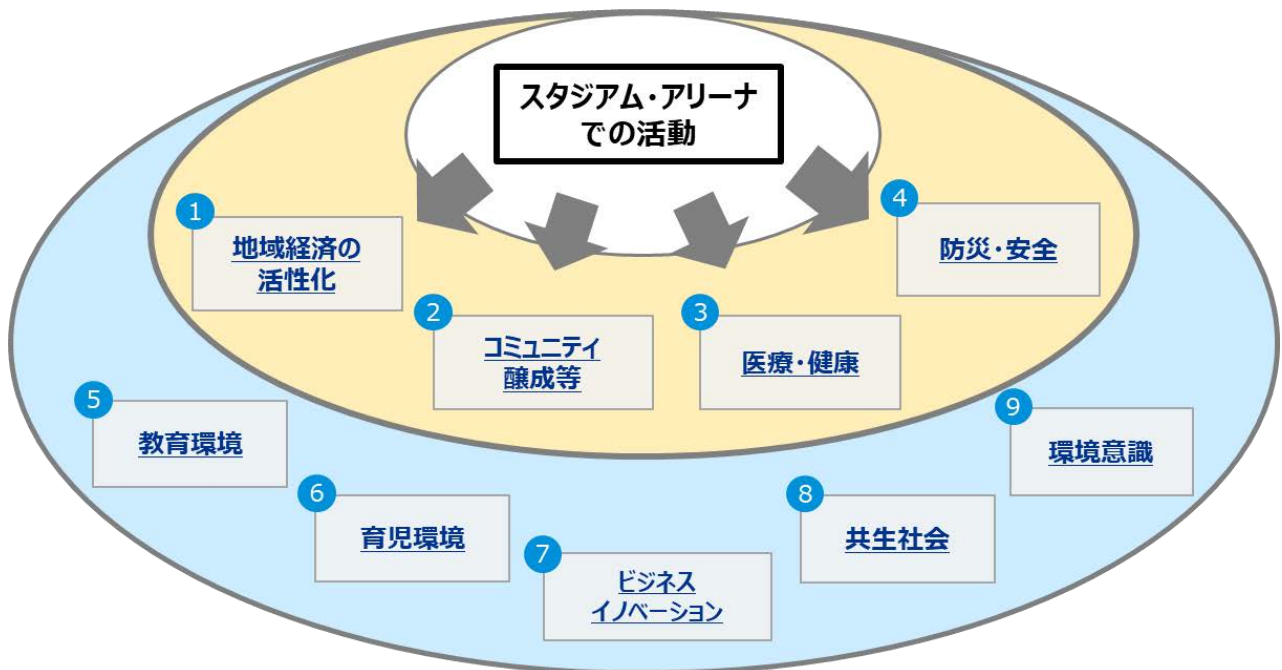 スタジアム・アリーナ
での活動
1
地域経済の
活性化
2
コミュニティ
醸成等
3
医療・健康
4
防災・安全
5
教育環境
6
育児環境
7
ビジネス
イノベーション
8
共生社会
9
環境意識